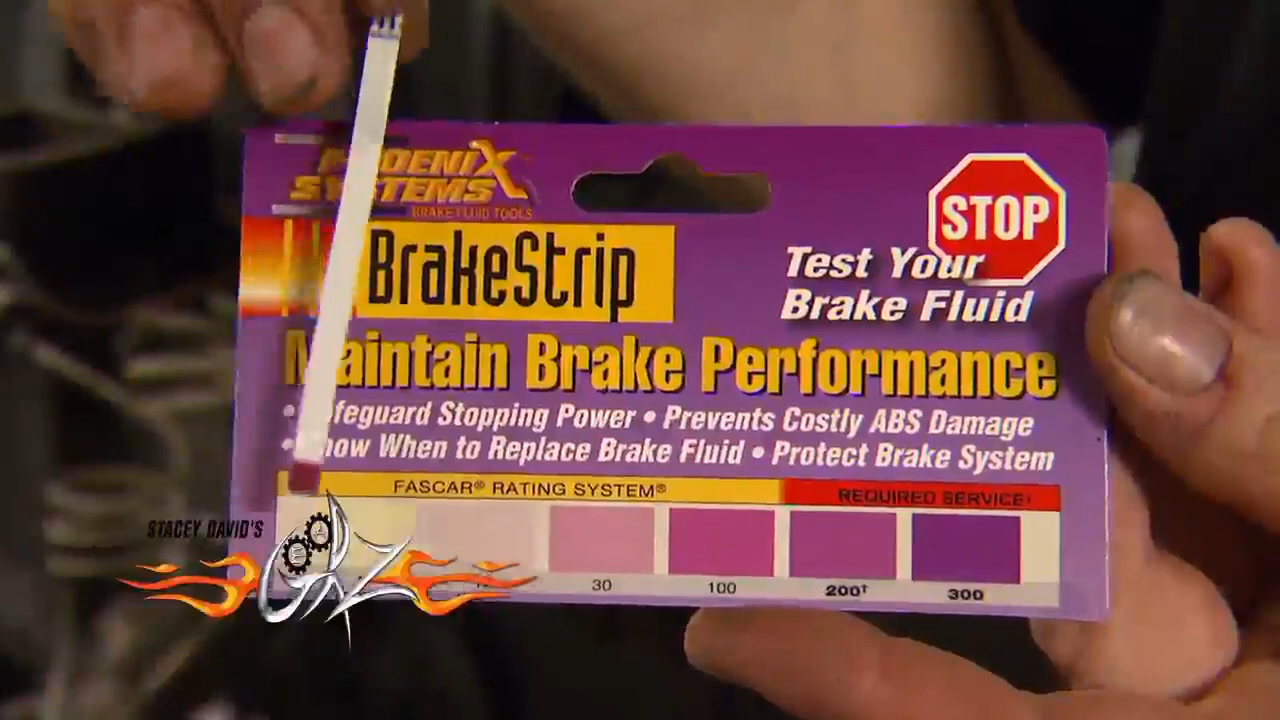 PHOENIX
SYSTEMS
BRAKE FLUID TOOLS
STOP
BrakeStrip
Test Your
Brake Fluid
Maintain Brake Performance
• Safeguard Stopping Power • Prevents Costly ABS Damage
• Know When to Replace Brake Fluid • Protect Brake System
FASCAR® RATING SYSTEM® REQUIRED SERVICE†
30 100 200† 300
STACEY DAVID'S
GRZ